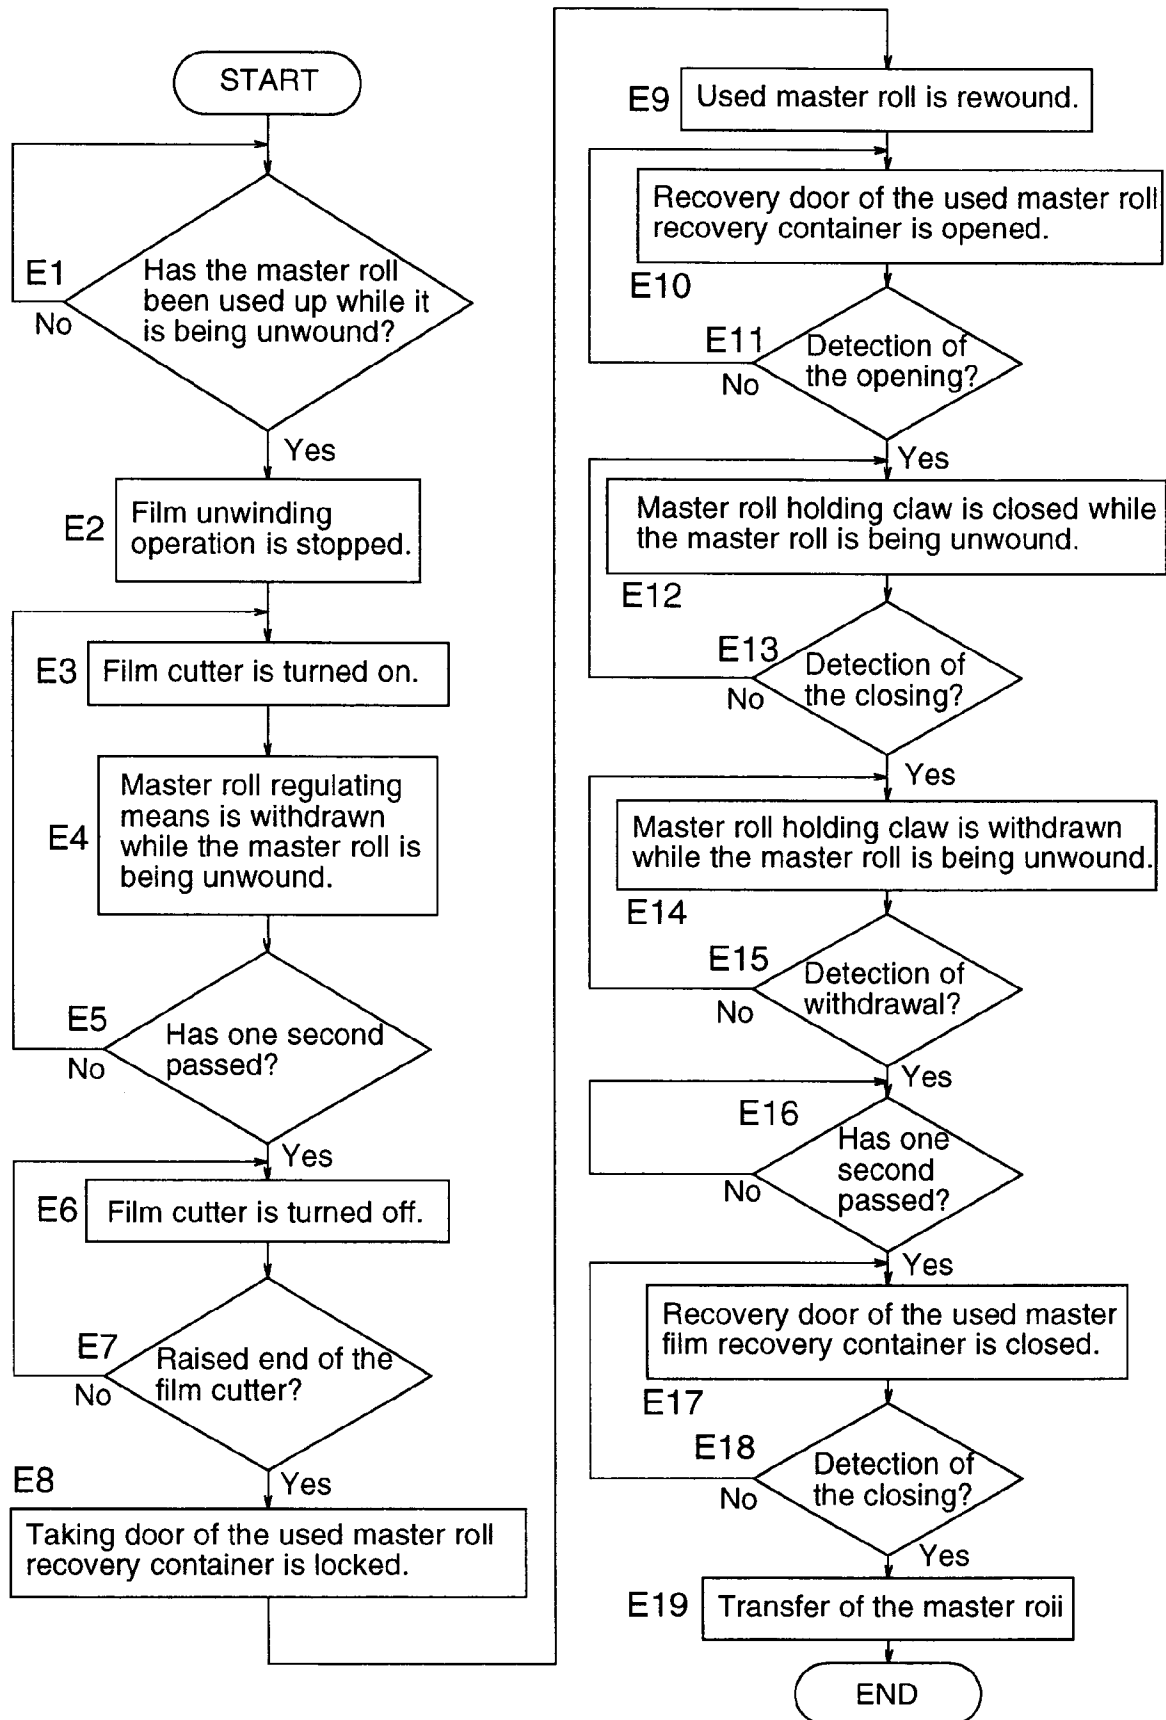 START
E1
Has the master roll
been used up while it
is being unwound?
No
Yes
E2
Film unwinding
operation is stopped.
E3
Film cutter is turned on.
E4
Master roll regulating
means is withdrawn
while the master roll is
being unwound.
E5
Has one second
passed?
No
Yes
E6
Film cutter is turned off.
E7
Raised end of the
film cutter?
No
Yes
E8
Taking door of the used master roll
recovery container is locked.
E9
Used master roll is rewound.
Recovery door of the used master roll
recovery container is opened.
E10
E11
Detection of
the opening?
No
Yes
Master roll holding claw is closed while
the master roll is being unwound.
E12
E13
Detection of
the closing?
No
Yes
Master roll holding claw is withdrawn
while the master roll is being unwound.
E14
E15
Detection of
withdrawal?
No
Yes
E16
Has one
second
passed?
No
Yes
Recovery door of the used master
film recovery container is closed.
E17
E18
Detection of
the closing?
No
Yes
E19
Transfer of the master roii
END